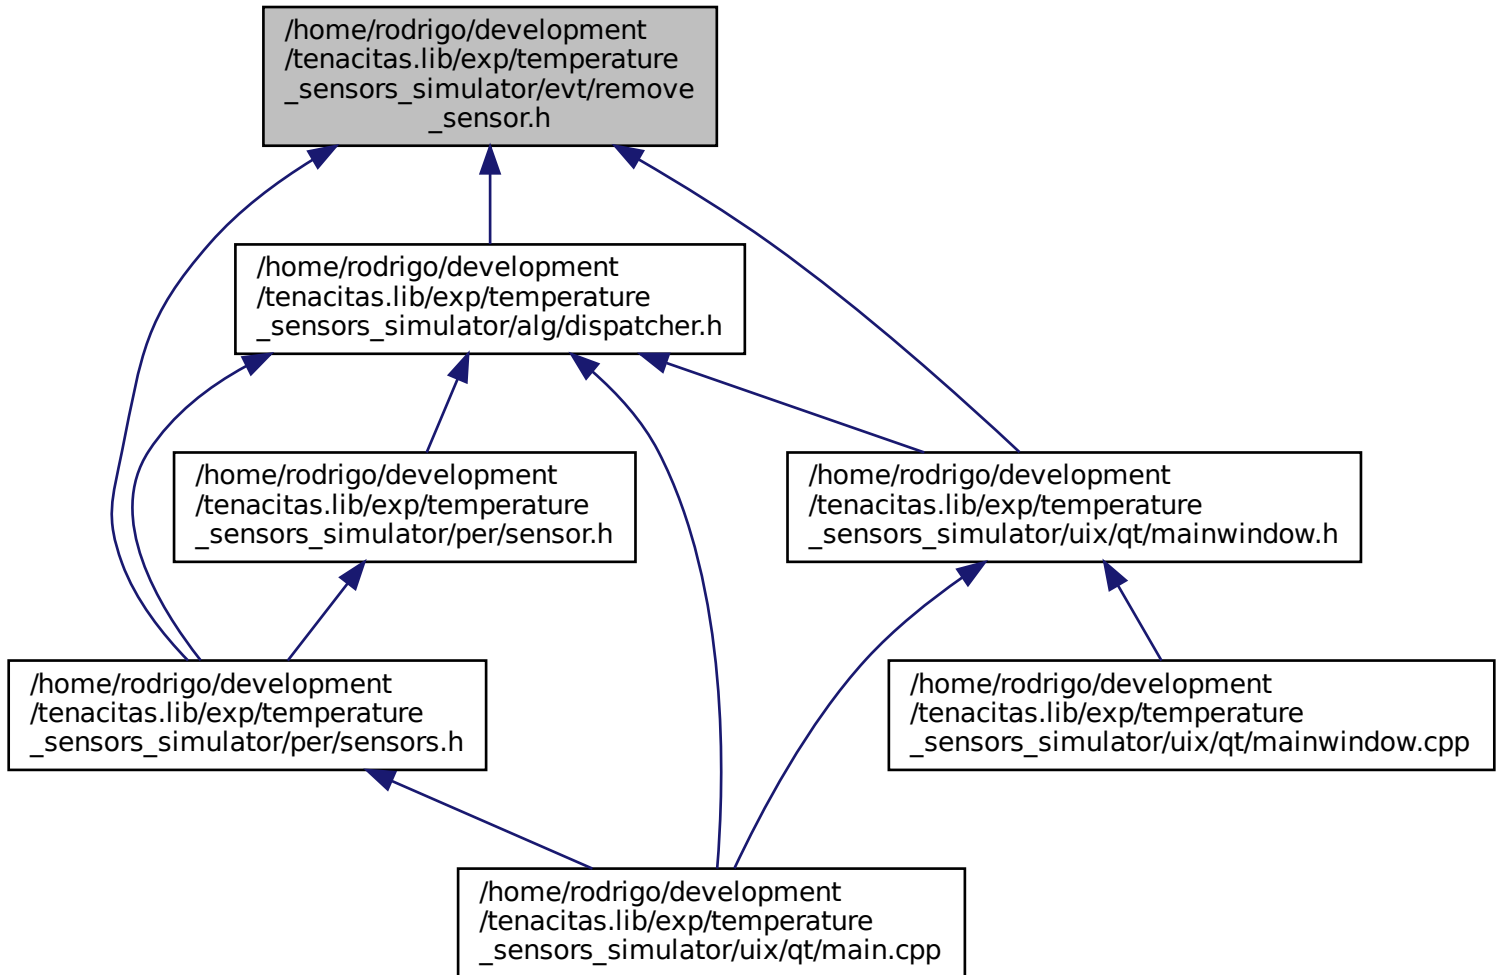 /home/rodrigo/development
/tenacitas.lib/exp/temperature
_sensors_simulator/evt/remove
_sensor.h
/home/rodrigo/development
/tenacitas.lib/exp/temperature
_sensors_simulator/alg/dispatcher.h
/home/rodrigo/development
/tenacitas.lib/exp/temperature
_sensors_simulator/per/sensor.h
/home/rodrigo/development
/tenacitas.lib/exp/temperature
_sensors_simulator/uix/qt/mainwindow.h
/home/rodrigo/development
/tenacitas.lib/exp/temperature
_sensors_simulator/per/sensors.h
/home/rodrigo/development
/tenacitas.lib/exp/temperature
_sensors_simulator/uix/qt/mainwindow.cpp
/home/rodrigo/development
/tenacitas.lib/exp/temperature
_sensors_simulator/uix/qt/main.cpp